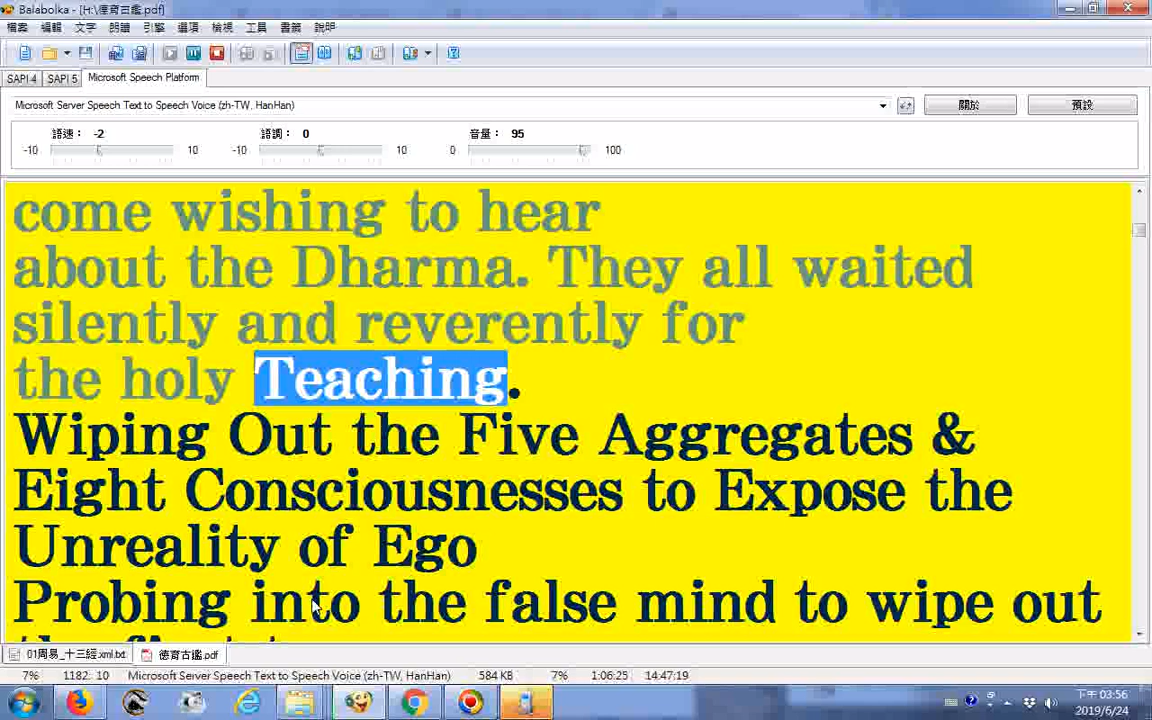 Balabolka - [H:\德育古鑑.pdf]
檔案 編輯 文字 朗讀 引擎 選項 檢視 工具 書籤 說明
SAPI 4 SAPI 5 Microsoft Speech Platform
Microsoft Server Speech Text to Speech Voice (zh-TW, HanHan) 關於 預設
語速: -2 語調: 0 音量: 95
-10 10 -10 10 0 100
come wishing to hear
about the Dharma. They all waited
silently and reverently for
the holy Teaching.
Wiping Out the Five Aggregates &
Eight Consciousnesses to Expose the
Unreality of Ego
Probing into the false mind to wipe out
01周易_十三經.xml.txt 德育古鑑.pdf
7% 1182: 10 Microsoft Server Speech Text to Speech Voice (zh-TW, HanHan) 584 KB 7% 1:06:25 14:47:19
下午 03:56
2019/6/24